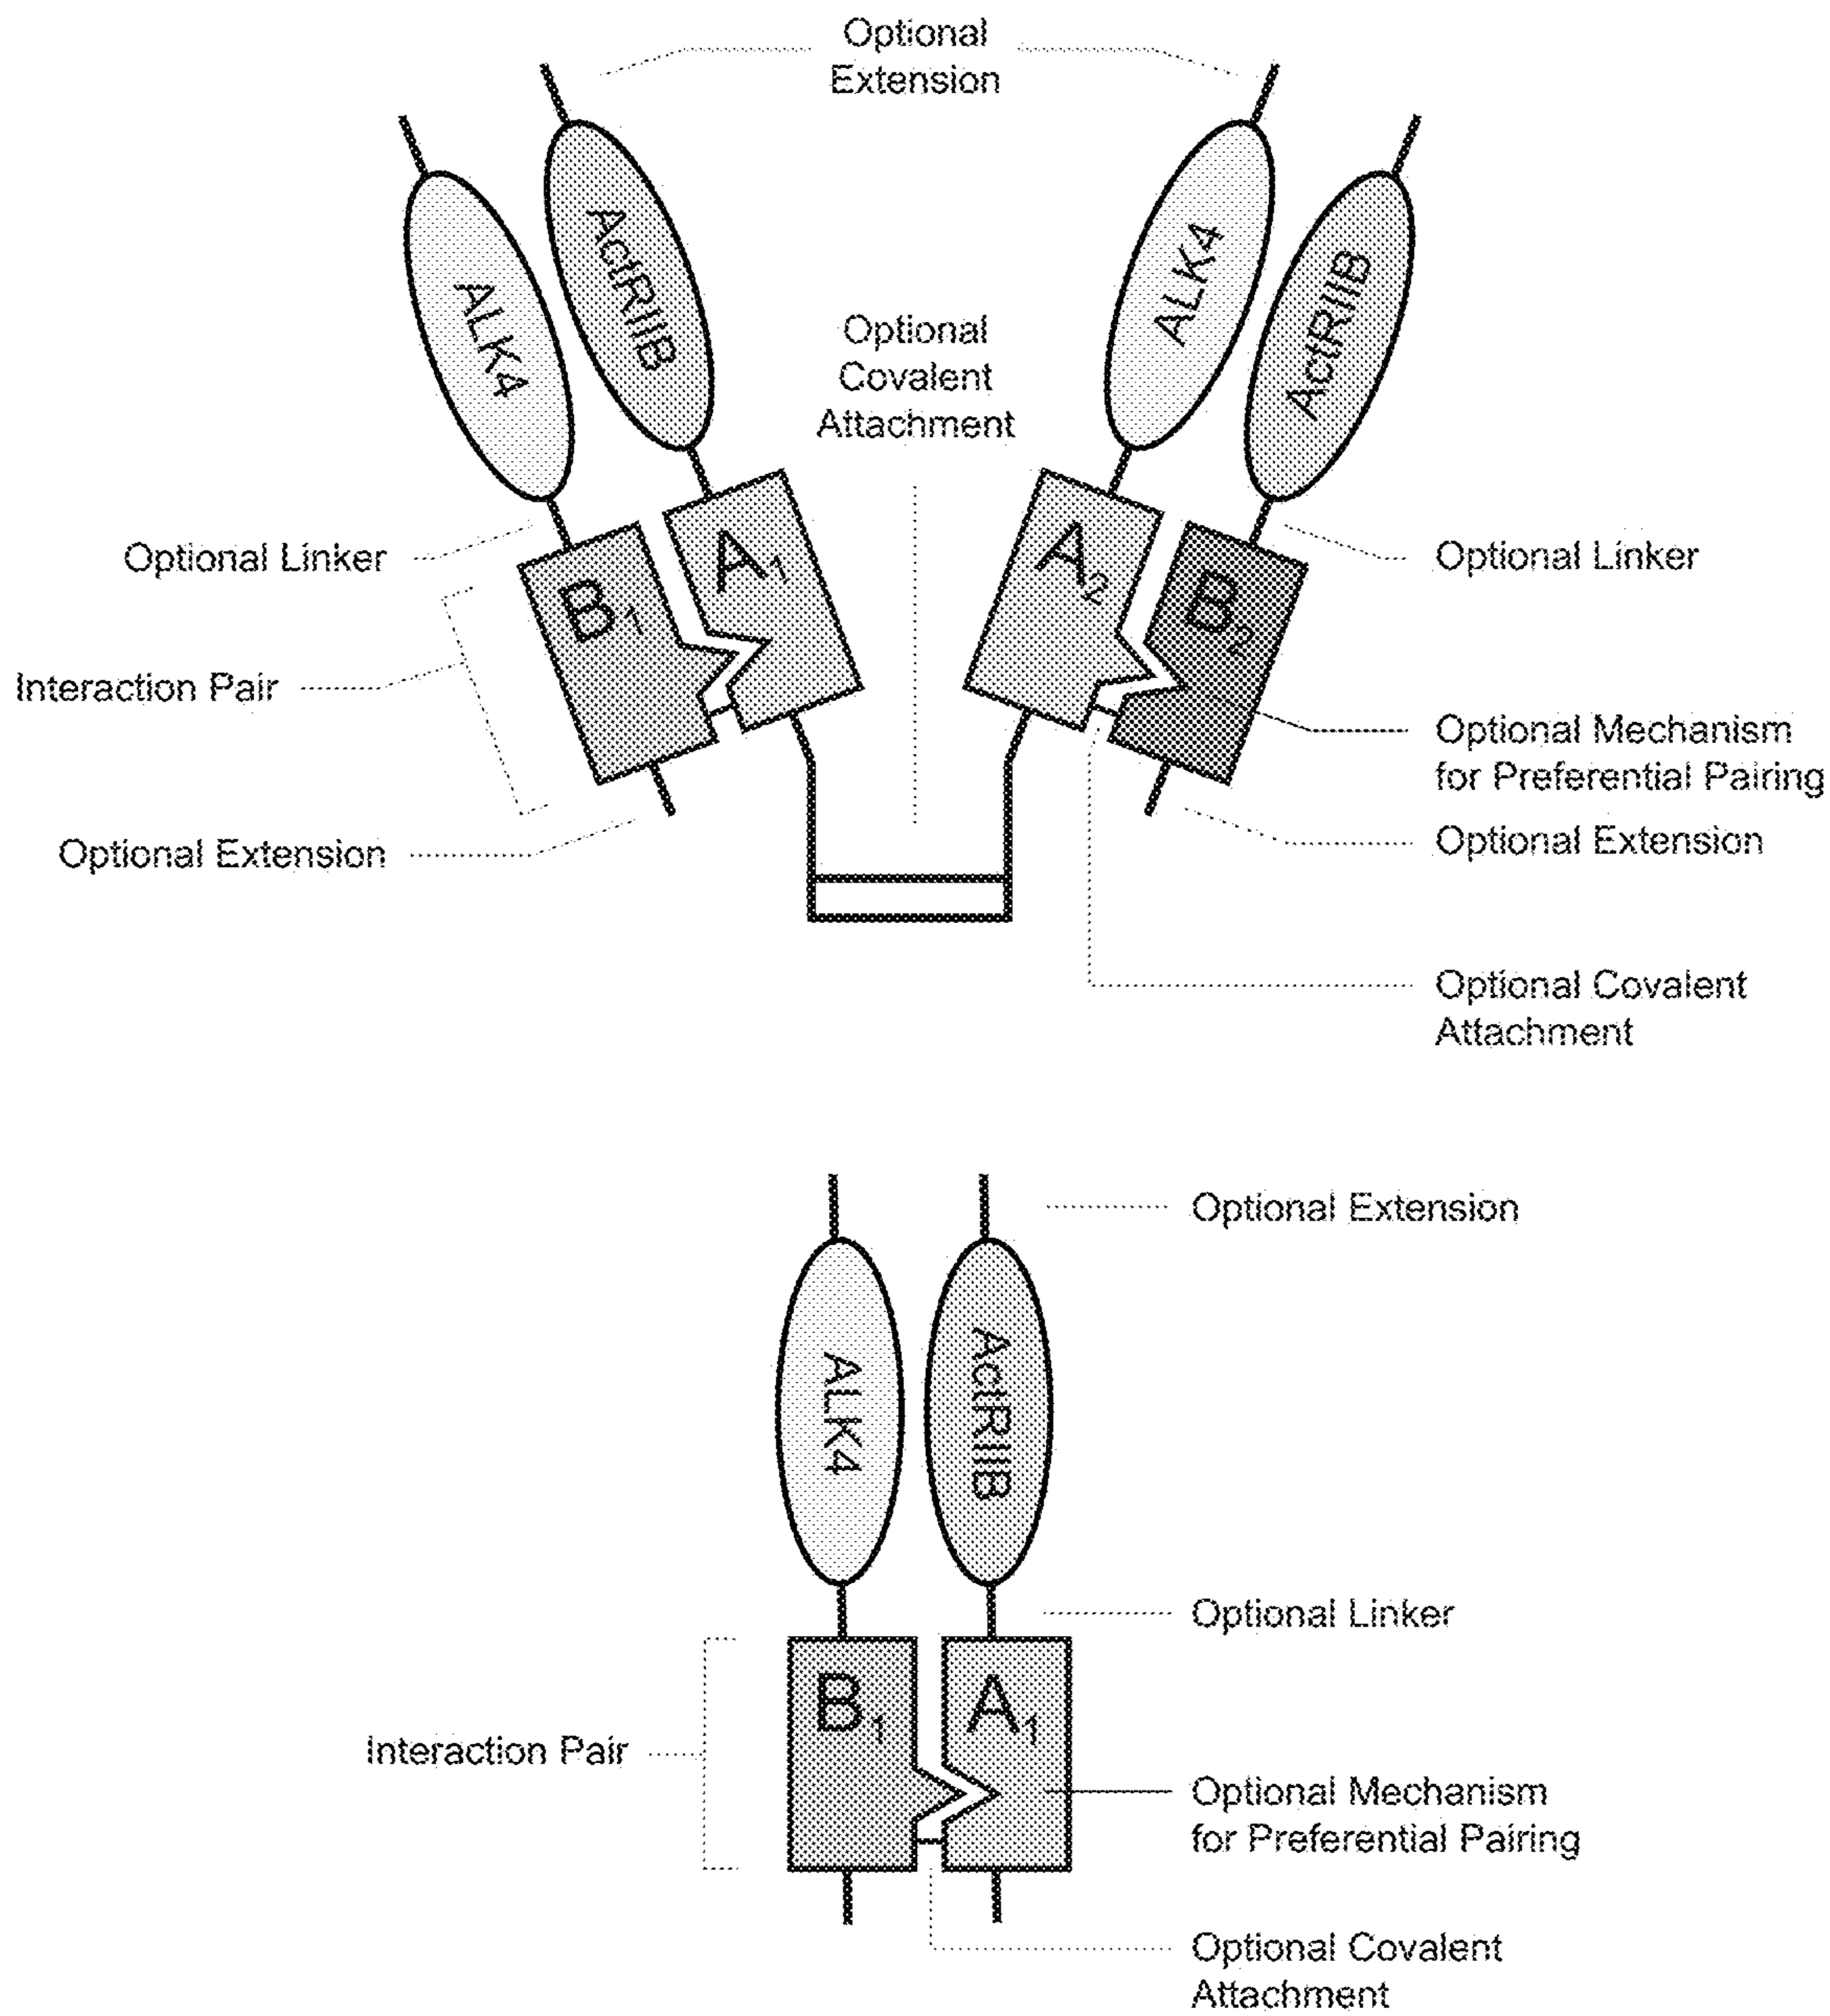 Optional
Extension
ALK4
ActRIIB
ALK4
ActRIIB
Optional
Covalent
Attachment
Optional Linker
B1
A1
A2
B2
Optional Linker
Interaction Pair
Optional Mechanism
for Preferential Pairing
Optional Extension
Optional Extension
Optional Covalent
Attachment
Optional Extension
ALK4
ActRIIB
Optional Linker
B1
A1
Interaction Pair
Optional Mechanism
for Preferential Pairing
Optional Covalent
Attachment